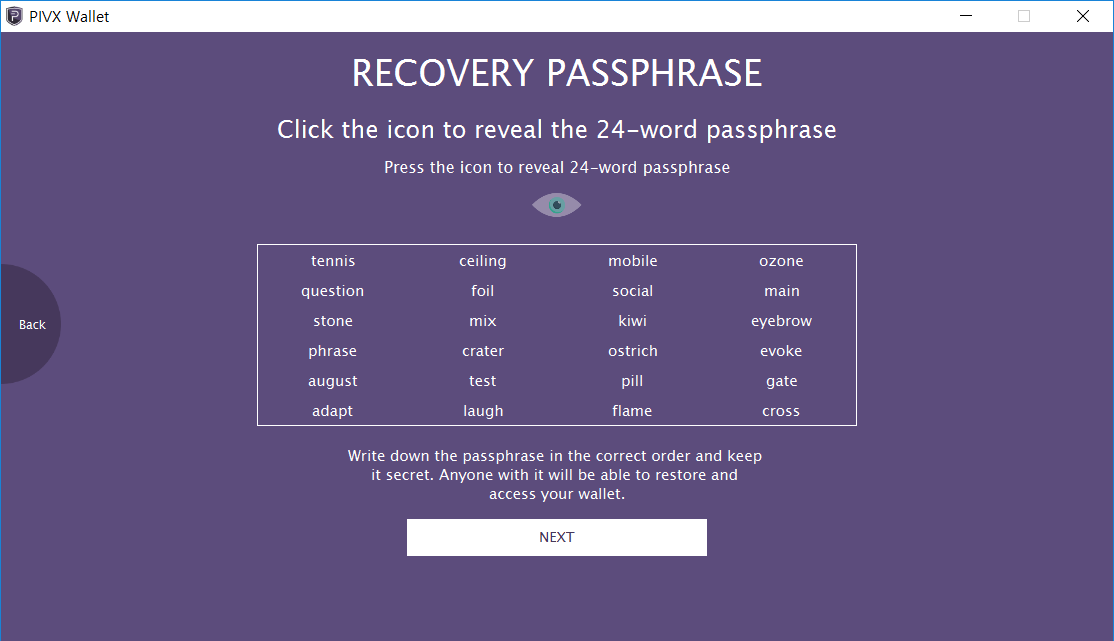 PIVX Wallet
RECOVERY PASSPHRASE
Click the icon to reveal the 24-word passphrase
Press the icon to reveal 24-word passphrase
tennis ceiling mobile ozone
question foil social main
Back
stone mix kiwi eyebrow
phrase crater ostrich evoke
august test pill gate
adapt laugh flame cross
Write down the passphrase in the correct order and keep
it secret. Anyone with it will be able to restore and
access your wallet.
NEXT